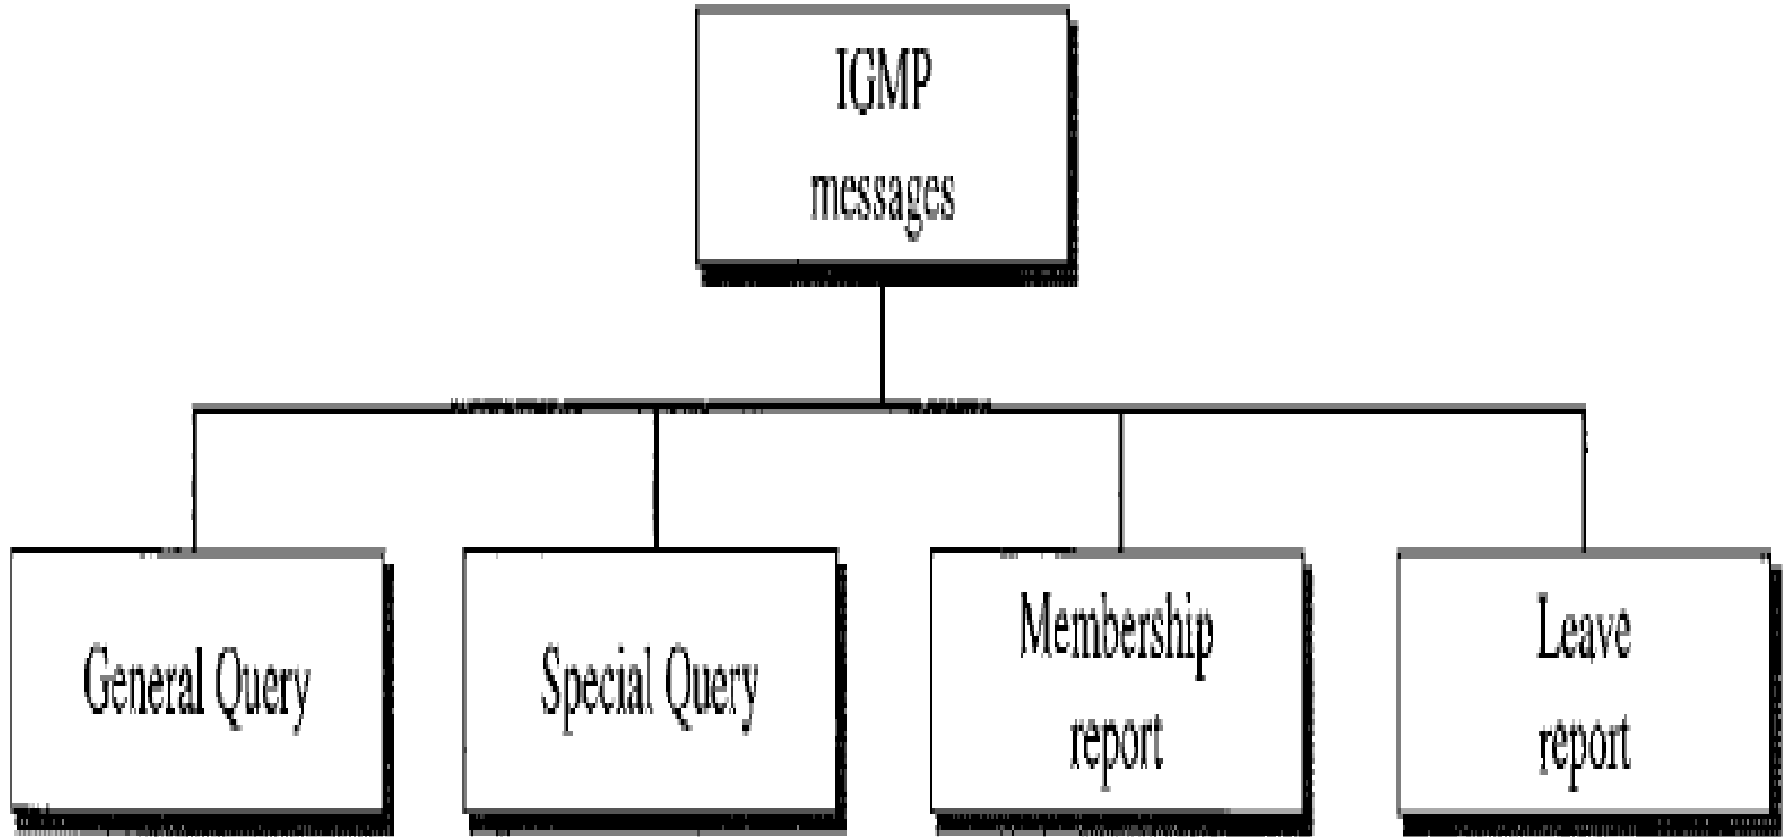 IGMP
messages
General Query
Special Query
Membership
report
Leave
report